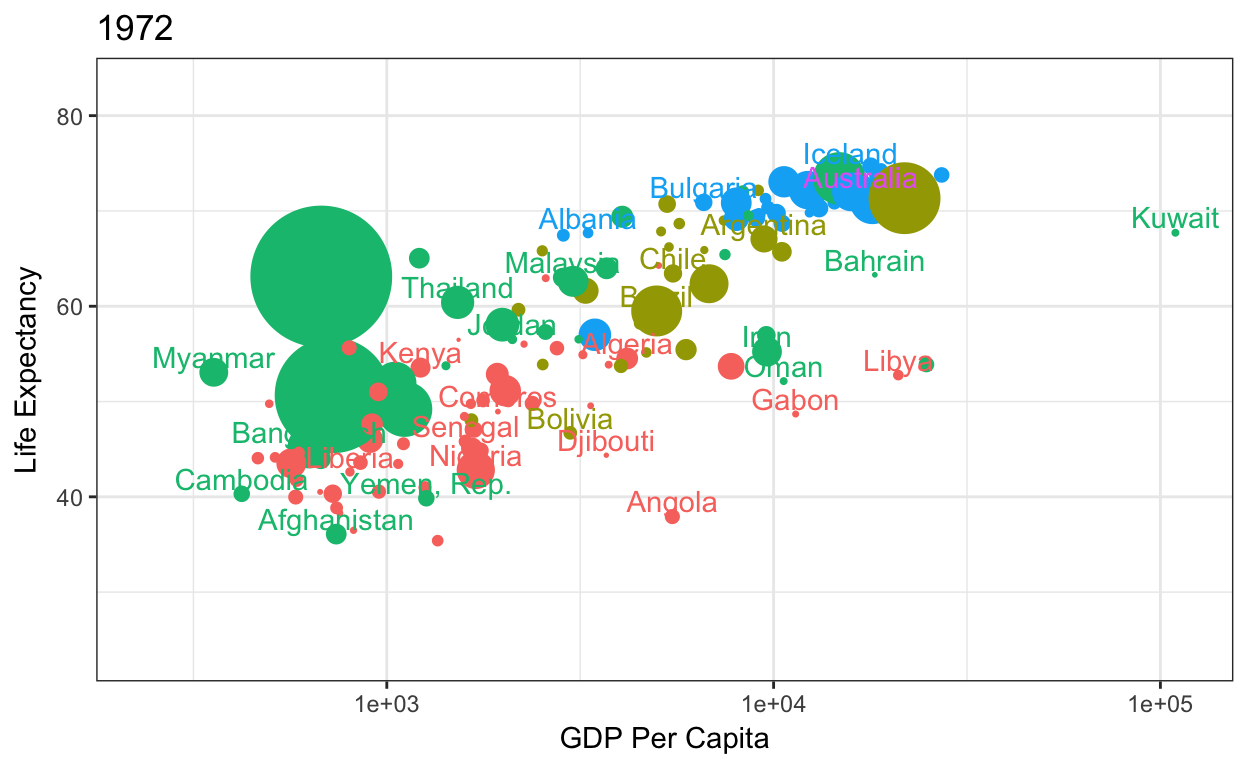 1972
Life Expectancy
80
60
40
Iceland
Australia
Bulgaria
Albania
Argentina
Kuwait
Malaysia
Chile
Bahrain
Thailand
Brazil
Jordan
Algeria
Iran
Myanmar
Kenya
Oman
Libya
Comoros
Gabon
Bolivia
Senegal
Bangladesh
Djibouti
Liberia
Nigeria
Cambodia
Yemen, Rep.
Angola
Afghanistan
1e+03
1e+04
1e+05
GDP Per Capita